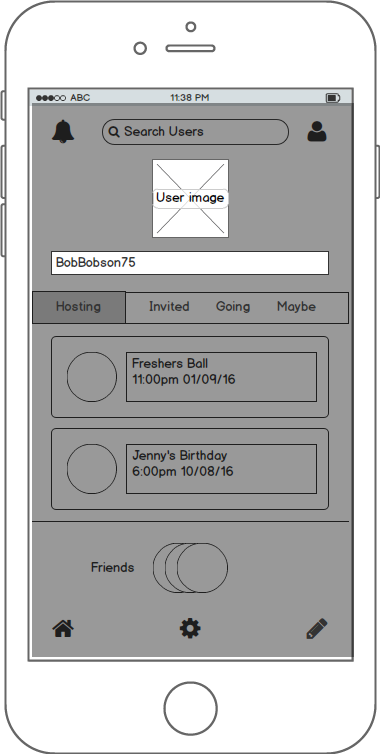 ABC
11:38 PM
Search Users
User image
BobBobson75
Hosting
Invited
Going
Maybe
Freshers Ball
11:00pm 01/09/16
Jenny's Birthday
6:00pm 10/08/16
Friends